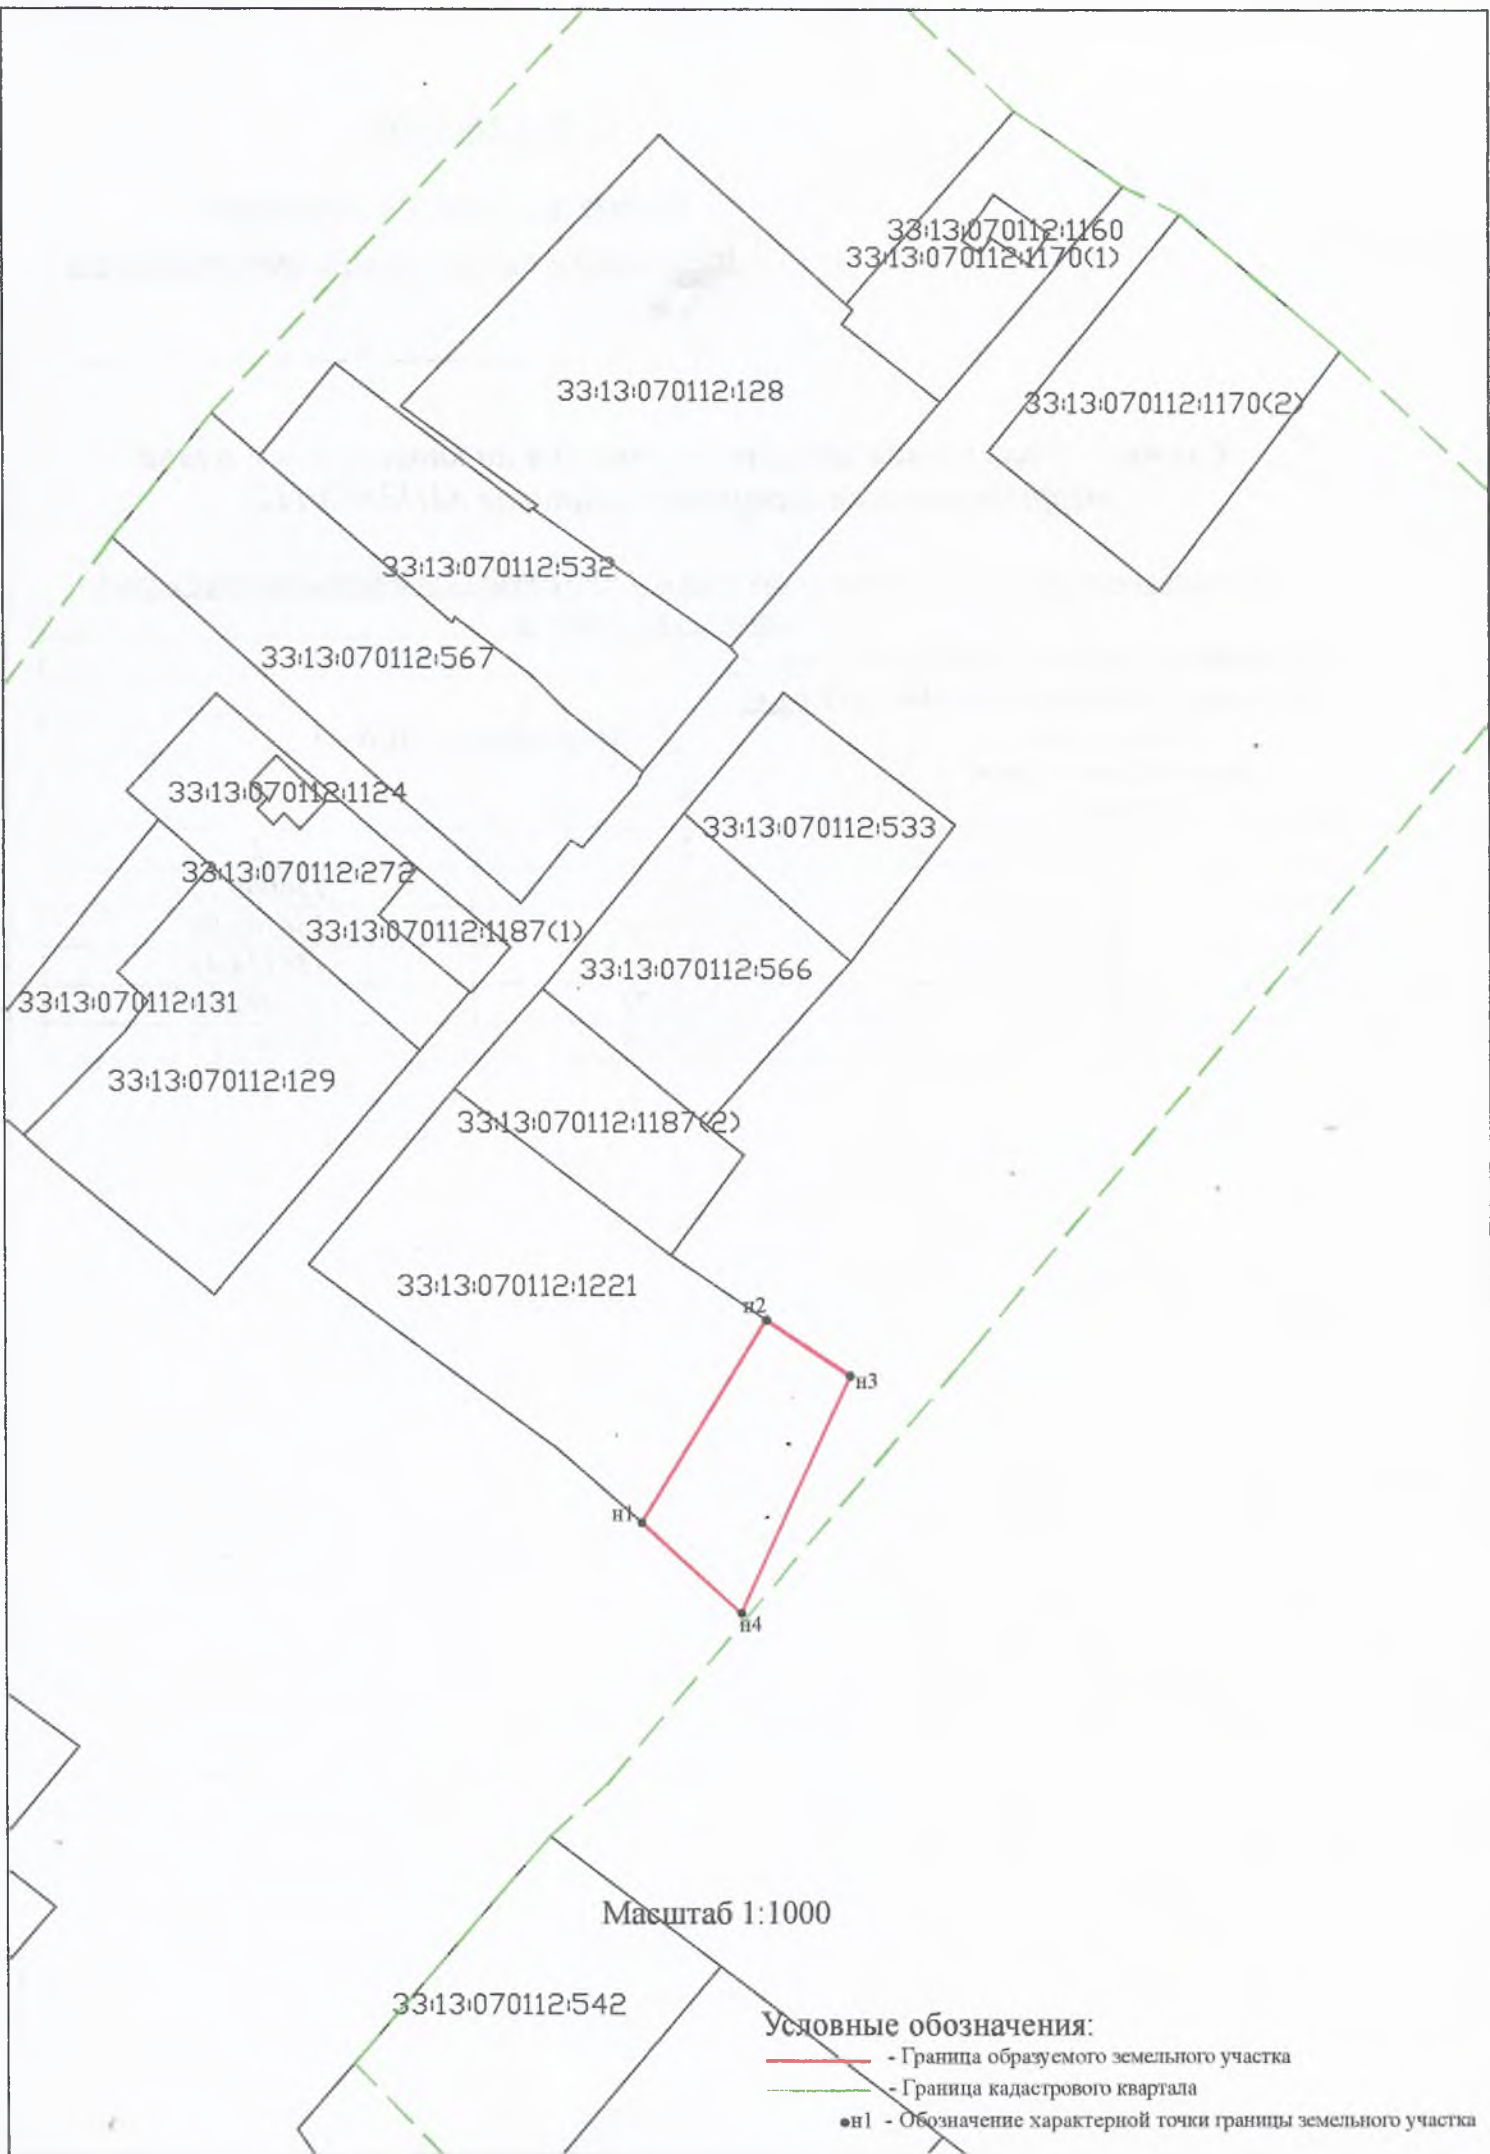 33:13:070112:1160
33:13:070112:1170(1)
33:13:070112:128
33:13:070112:1170(2)
33:13:070112:532
33:13:070112:567
33:13:070112:1124
33:13:070112:533
33:13:070112:272
33:13:070112:1187(1)
33:13:070112:566
33:13:070112:131
33:13:070112:129
33:13:070112:1187(2)
33:13:070112:1221
н2
н3
н1
н4
Масштаб 1:1000
33:13:070112:542
Условные обозначения:
- Граница образуемого земельного участка
- Граница кадастрового квартала
н1 - Обозначение характерной точки границы земельного участка